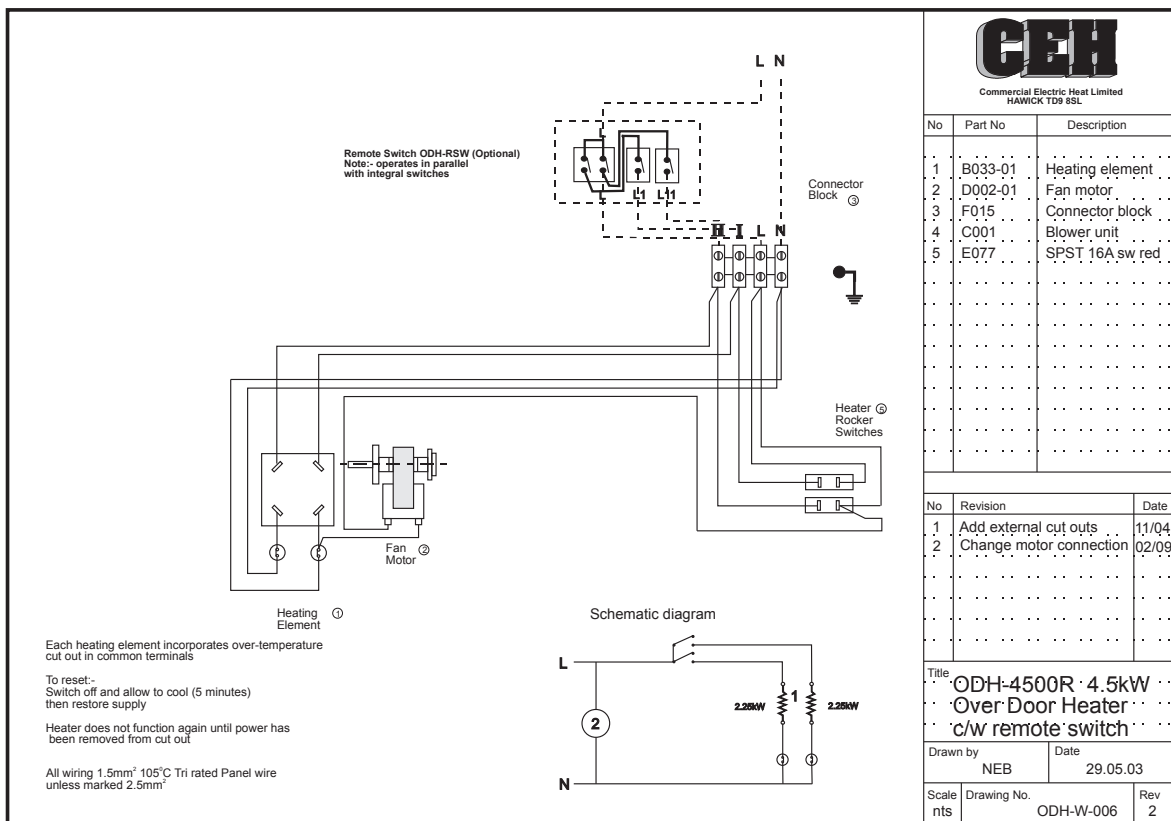 L N
Remote Switch ODH-RSW (Optional)
Note:- operates in parallel
with integral switches
L
L L1 L11
Connector
Block 3
H I L N
Heater 5
Rocker
Switches
Fan 2
Motor
Heating 1
Element
Each heating element incorporates over-temperature
cut out in common terminals
To reset:-
Switch off and allow to cool (5 minutes)
then restore supply
Heater does not function again until power has
been removed from cut out
All wiring 1.5mm² 105°C Tri rated Panel wire
unless marked 2.5mm²
Schematic diagram
L
2
2.25kW 1 2.25kW
N
CEH
Commercial Electric Heat Limited
HAWICK TD9 8SL
No Part No Description
1 B033-01 Heating element
2 D002-01 Fan motor
3 F015 Connector block
4 C001 Blower unit
5 E077 SPST 16A sw red
No Revision Date
1 Add external cut outs 11/04
2 Change motor connection 02/09
Title ODH-4500R 4.5kW
Over Door Heater
c/w remote switch
Drawn by Date
NEB 29.05.03
Scale Drawing No. Rev
nts ODH-W-006 2